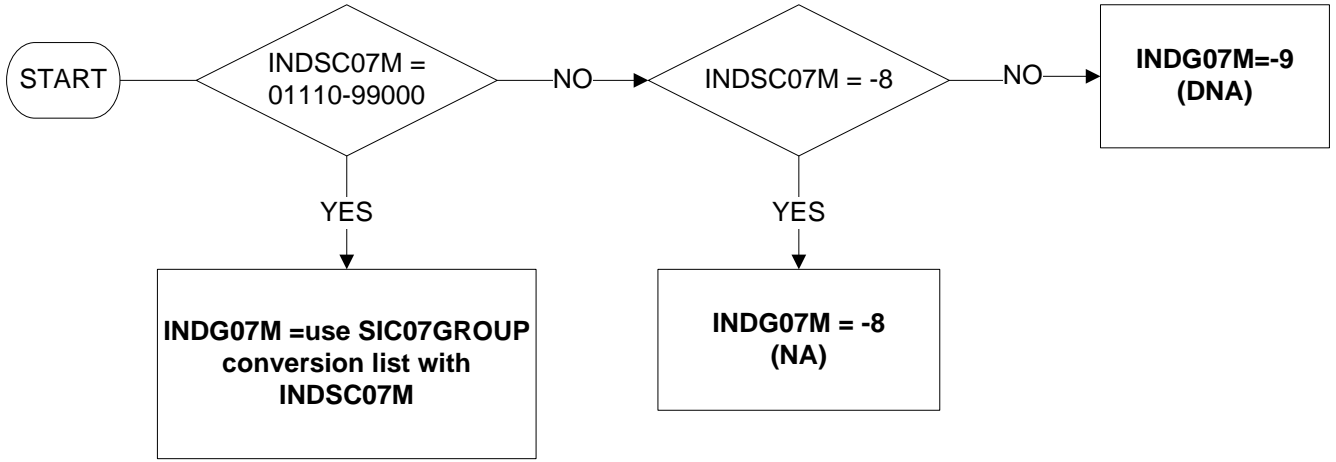 START
INDSC07M =
01110-99000
NO
INDSC07M = -8
NO
INDG07M=-9
(DNA)
YES
YES
INDG07M =use SIC07GROUP
conversion list with
INDSC07M
INDG07M = -8
(NA)